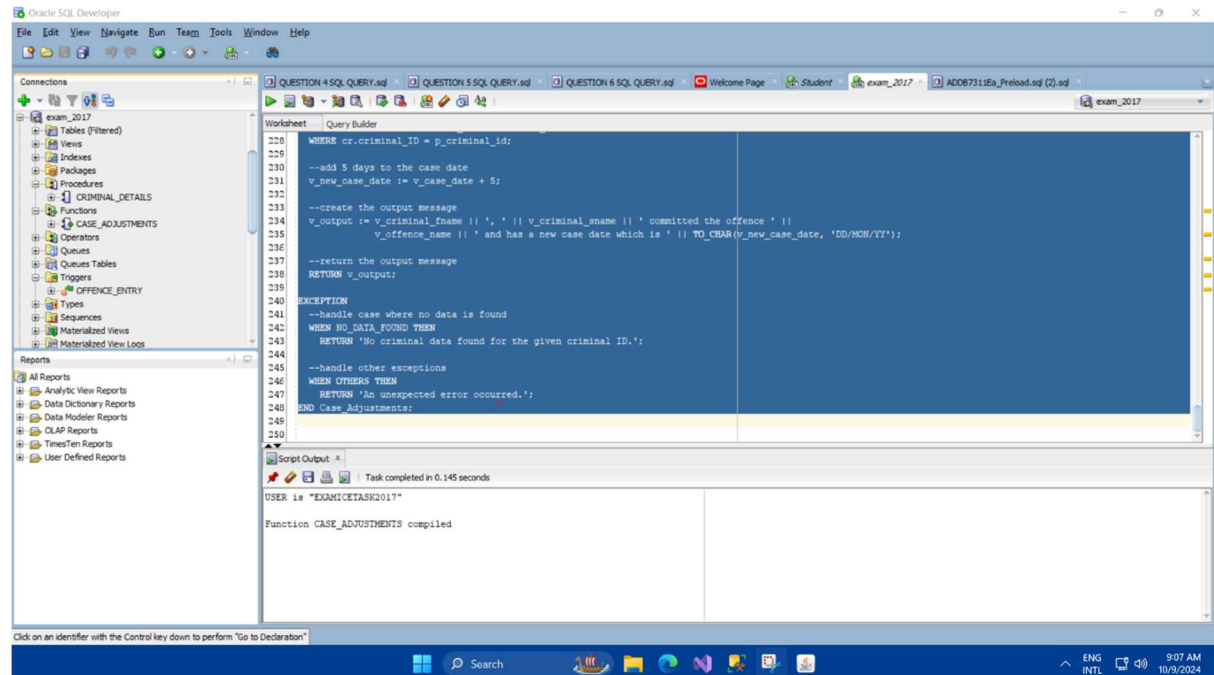 Oracle SQL Developer
File Edit View Navigate Run Team Tools Window Help
Connections
exam_2017
Tables (Filtered)
Views
Indexes
Packages
Procedures
CRIMINAL_DETAILS
Functions
CASE_ADJUSTMENTS
Operators
Queues
Queues Tables
Triggers
OFFENCE_ENTRY
Types
Sequences
Materialized Views
Materialized View Logs
Reports
All Reports
Analytic View Reports
Data Dictionary Reports
Data Modeler Reports
OLAP Reports
TimesTen Reports
User Defined Reports
QUESTION 4 SQL QUERY.sql QUESTION 5 SQL QUERY.sql QUESTION 6 SQL QUERY.sql Welcome Page Student exam_2017 ADDB7311Ea_Preload.sql (2).sql
exam_2017
Worksheet Query Builder
228 WHERE cr.criminal_ID = p_criminal_id;
229
230 --add 5 days to the case date
231 v_new_case_date := v_case_date + 5;
232
233 --create the output message
234 v_output := v_criminal_fname || ', ' || v_criminal_sname || ' committed the offence ' ||
235 v_offence_name || ' and has a new case date which is ' || TO_CHAR(v_new_case_date, 'DD/MON/YY');
236
237 --return the output message
238 RETURN v_output;
239
240 EXCEPTION
241 --handle case where no data is found
242 WHEN NO_DATA_FOUND THEN
243 RETURN 'No criminal data found for the given criminal ID.';
244
245 --handle other exceptions
246 WHEN OTHERS THEN
247 RETURN 'An unexpected error occurred.';
248 END Case_Adjustments;
249
250
Script Output
Task completed in 0.145 seconds
USER is "EXAMICETASK2017"
Function CASE_ADJUSTMENTS compiled
Click on an identifier with the Control key down to perform "Go to Declaration"
Search
ENG
INTL
9:07 AM
10/9/2024